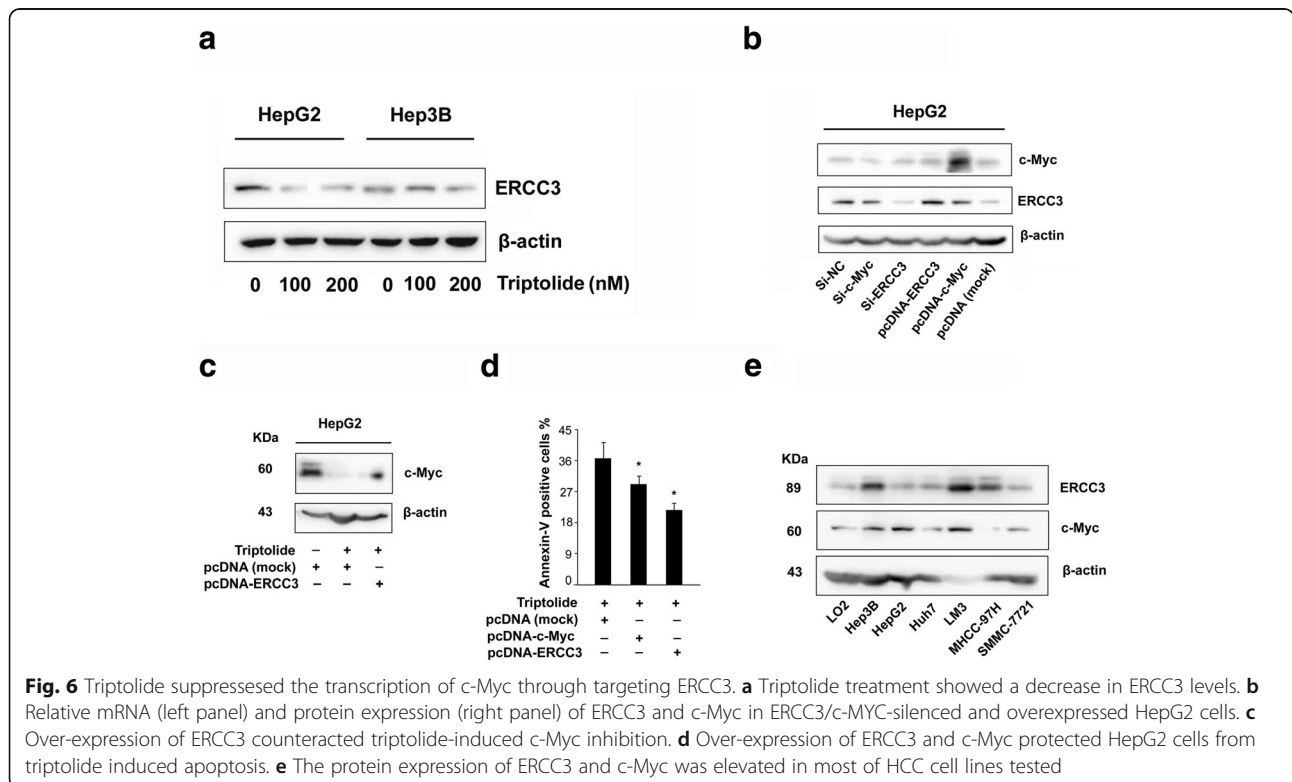 a
HepG2 Hep3B
ERCC3
β-actin
0 100 200 0 100 200 Triptolide (nM)
b
HepG2
c-Myc
ERCC3
β-actin
Si-NC Si-c-Myc Si-ERCC3 pcDNA-ERCC3 pcDNA-c-Myc pcDNA (mock)
c
HepG2
KDa
60 c-Myc
43 β-actin
Triptolide – + +
pcDNA (mock) + + –
pcDNA-ERCC3 – – +
d
Annexin-V positive cells %
45
36
27
18
9
0
* *
Triptolide + + +
pcDNA (mock) + – –
pcDNA-c-Myc – + –
pcDNA-ERCC3 – – +
e
KDa
89 ERCC3
60 c-Myc
43 β-actin
LO2 Hep3B HepG2 Huh7 LM3 MHCC-97H SMMC-7721
Fig. 6 Triptolide suppressesed the transcription of c-Myc through targeting ERCC3. a Triptolide treatment showed a decrease in ERCC3 levels. b
Relative mRNA (left panel) and protein expression (right panel) of ERCC3 and c-Myc in ERCC3/c-MYC-silenced and overexpressed HepG2 cells. c
Over-expression of ERCC3 counteracted triptolide-induced c-Myc inhibition. d Over-expression of ERCC3 and c-Myc protected HepG2 cells from
triptolide induced apoptosis. e The protein expression of ERCC3 and c-Myc was elevated in most of HCC cell lines tested